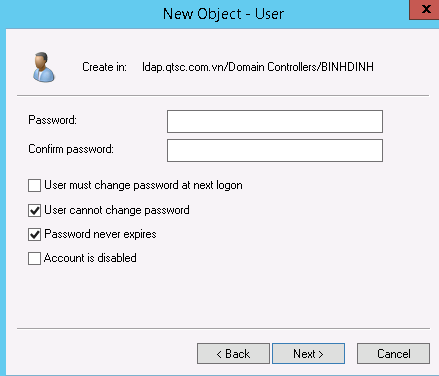 New Object - User
x
Create in: ldap.qtsc.com.vn/Domain Controllers/BINHDINH
Password:
Confirm password:
User must change password at next logon
User cannot change password
Password never expires
Account is disabled
< Back Next > Cancel